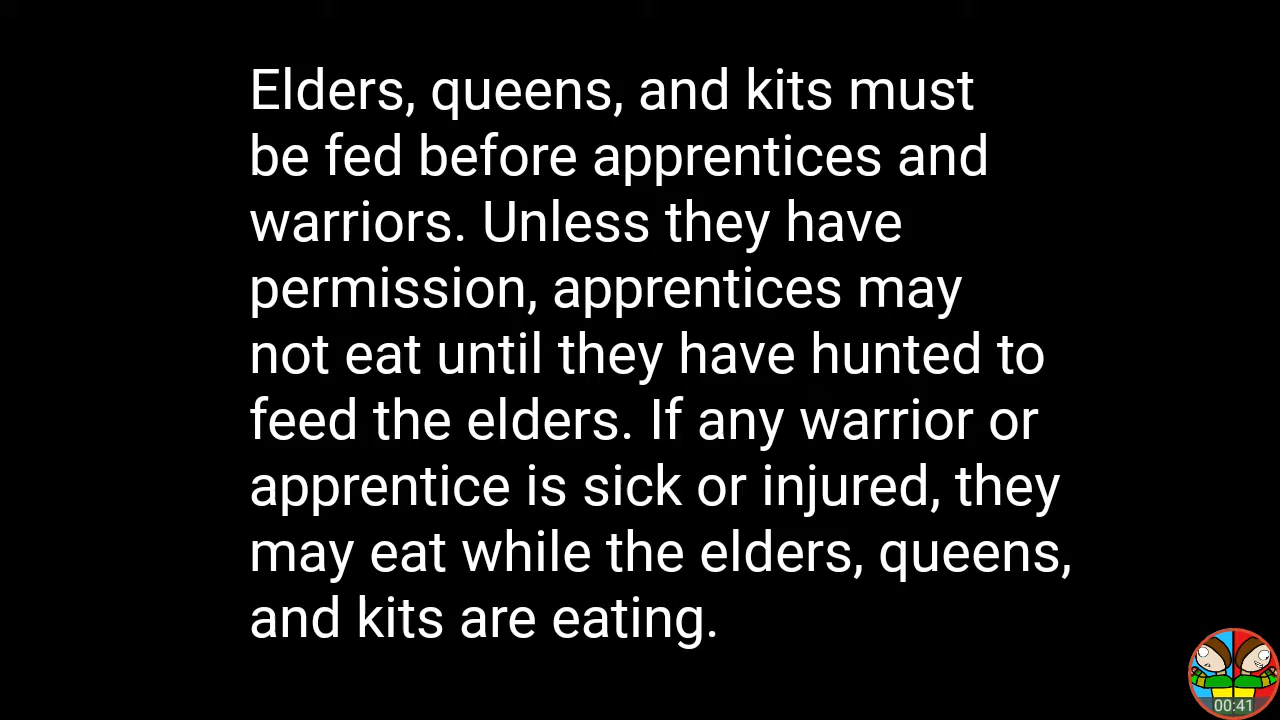 Elders, queens, and kits must
be fed before apprentices and
warriors. Unless they have
permission, apprentices may
not eat until they have hunted to
feed the elders. If any warrior or
apprentice is sick or injured, they
may eat while the elders, queens,
and kits are eating.
00:41